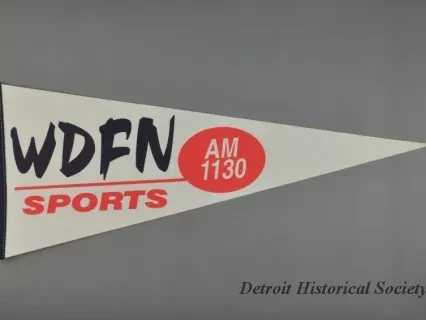 WDFN
SPORTS
AM
1130
Detroit Historical Society